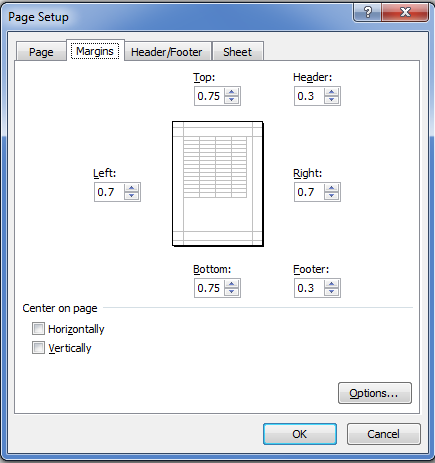 Page Setup
Page Margins Header/Footer Sheet
Top: Header:
0.75 0.3
Left: Right:
0.7 0.7
Bottom: Footer:
0.75 0.3
Center on page
Horizontally
Vertically
Options...
OK Cancel